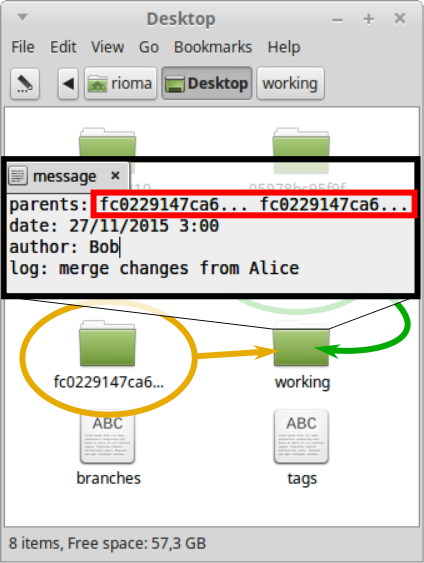 Desktop
File Edit View Go Bookmarks Help
rioma Desktop working
message
parents: fc0229147ca6... fc0229147ca6...
date: 27/11/2015 3:00
author: Bob
log: merge changes from Alice
fc0229147ca6... working
ABC ABC
branches tags
8 items, Free space: 57,3 GB